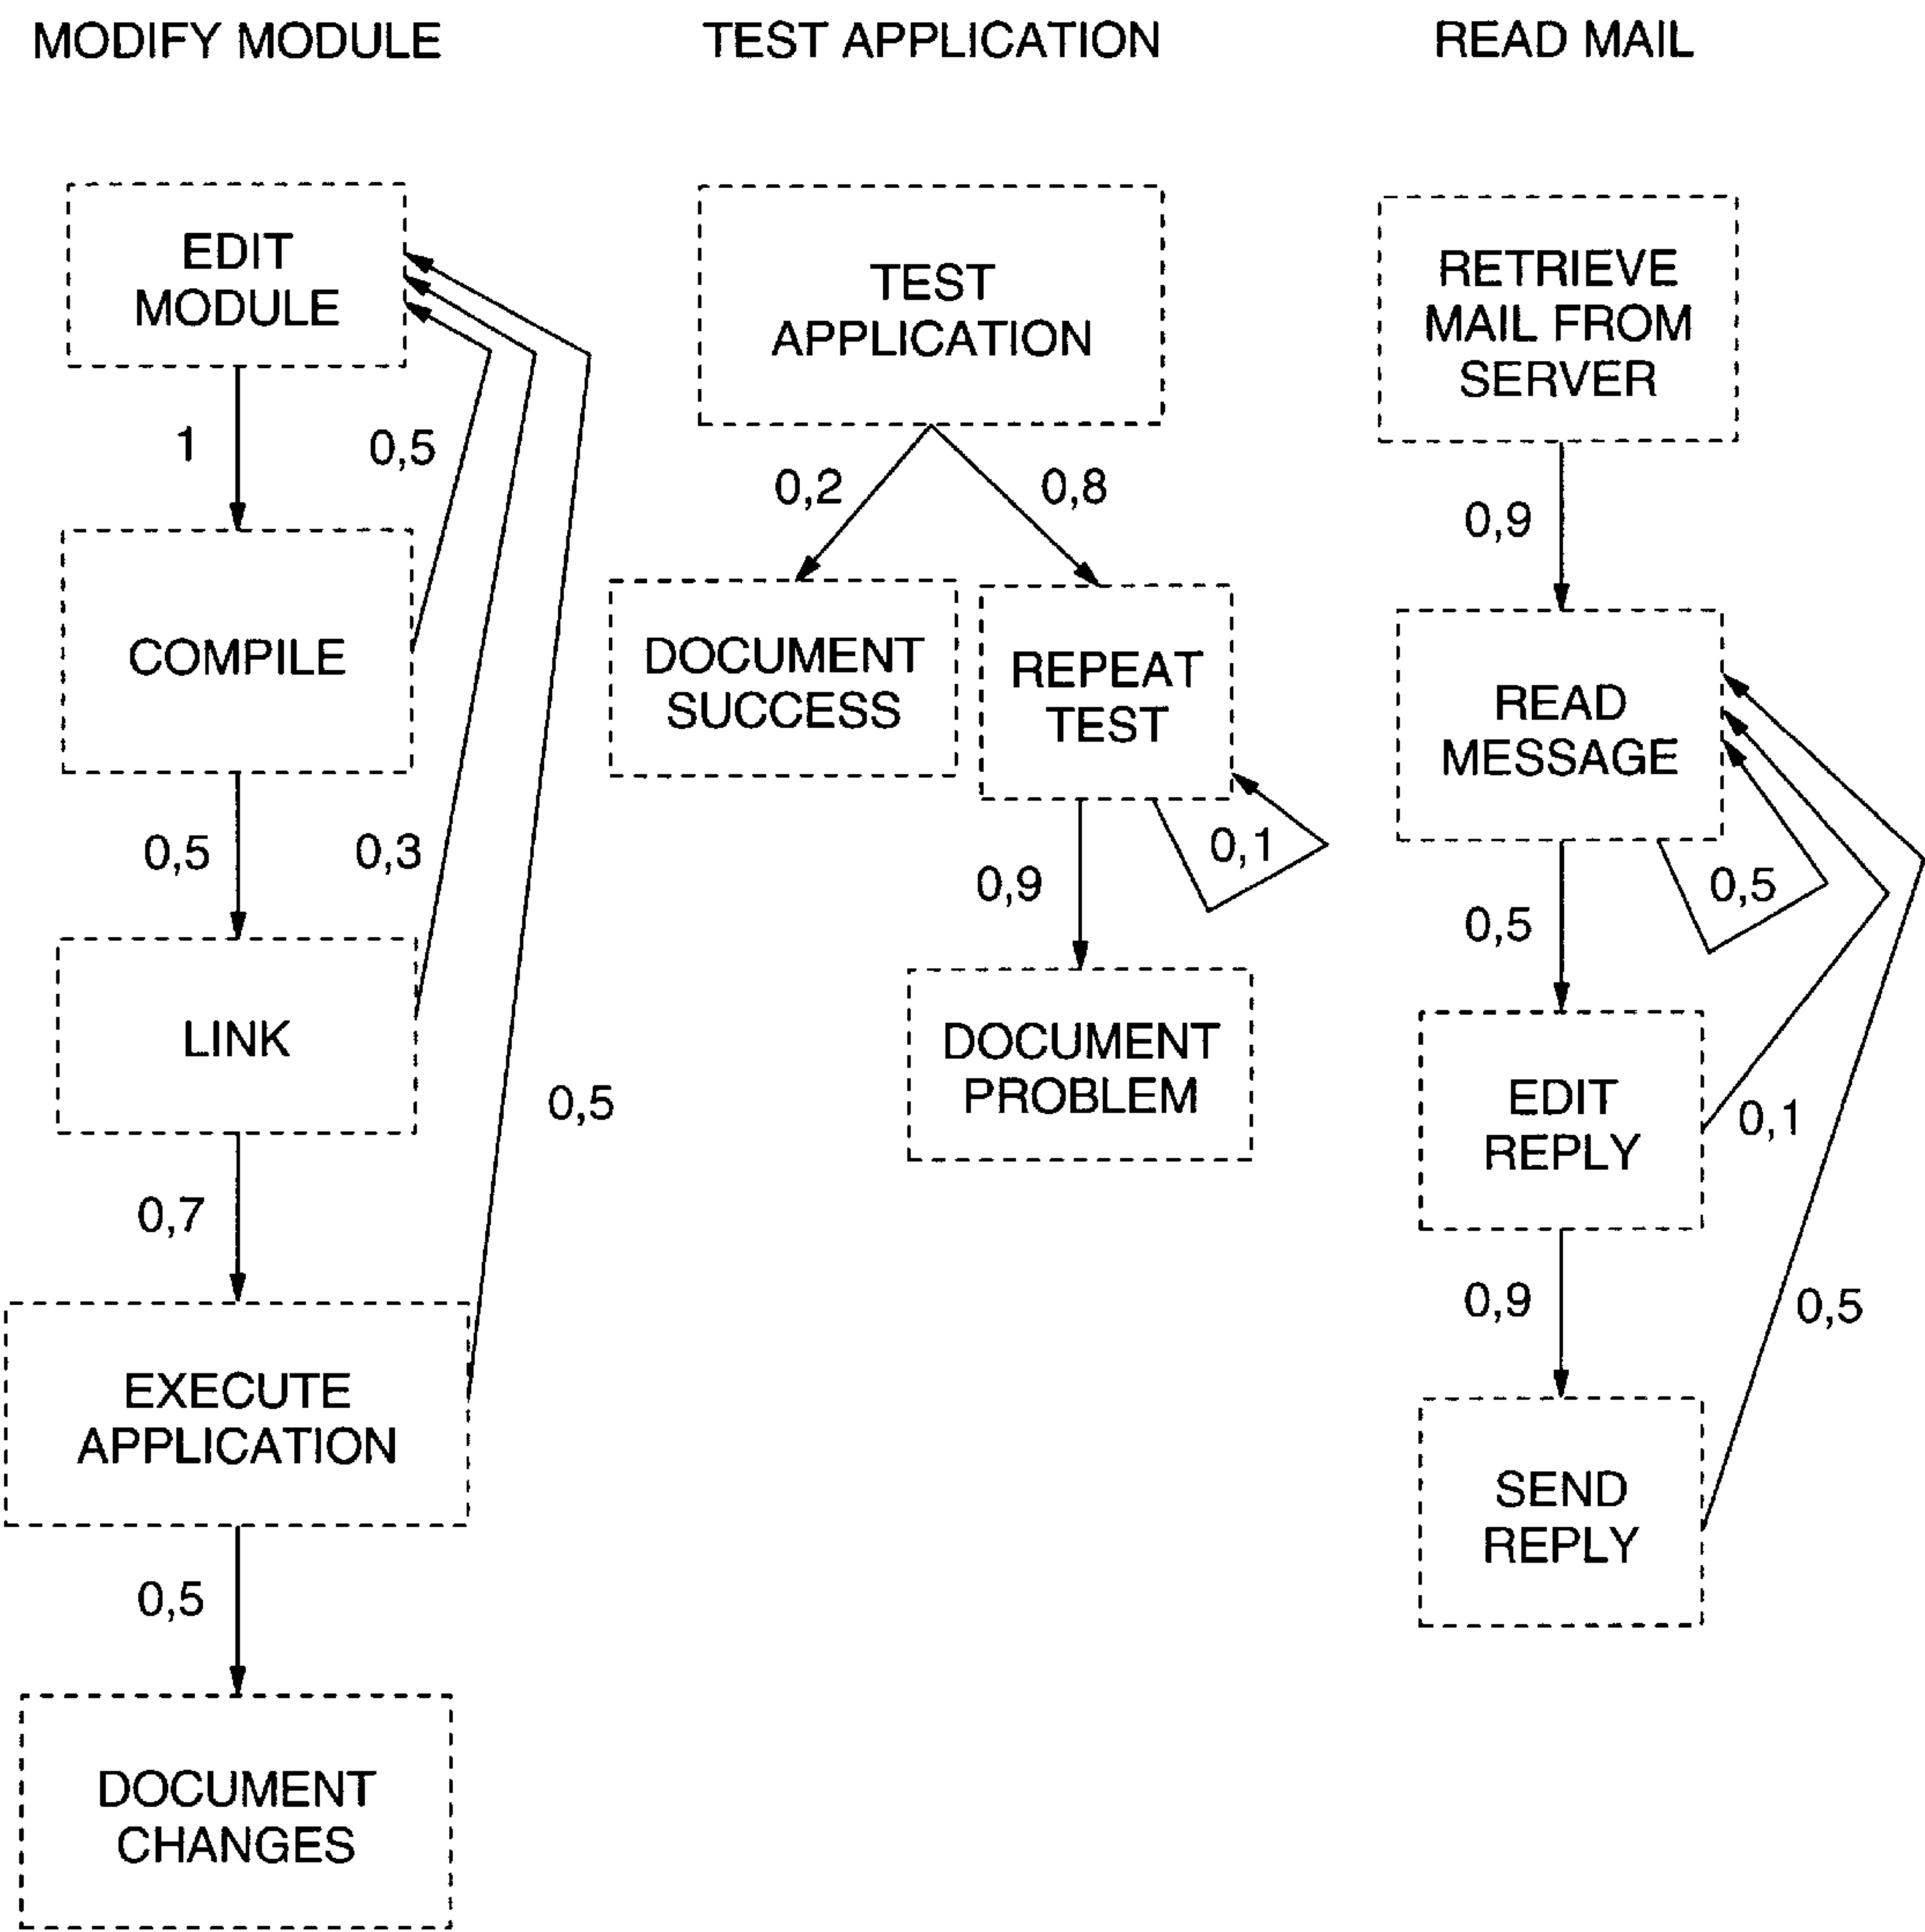 MODIFY MODULE
EDIT
MODULE
1
0,5
COMPILE
0,5
0,3
LINK
0,7
0,5
EXECUTE
APPLICATION
0,5
DOCUMENT
CHANGES
TEST APPLICATION
TEST
APPLICATION
0,2
0,8
DOCUMENT
SUCCESS
REPEAT
TEST
0,9
0,1
DOCUMENT
PROBLEM
READ MAIL
RETRIEVE
MAIL FROM
SERVER
0,9
READ
MESSAGE
0,5
0,5
EDIT
REPLY
0,1
0,9
0,5
SEND
REPLY